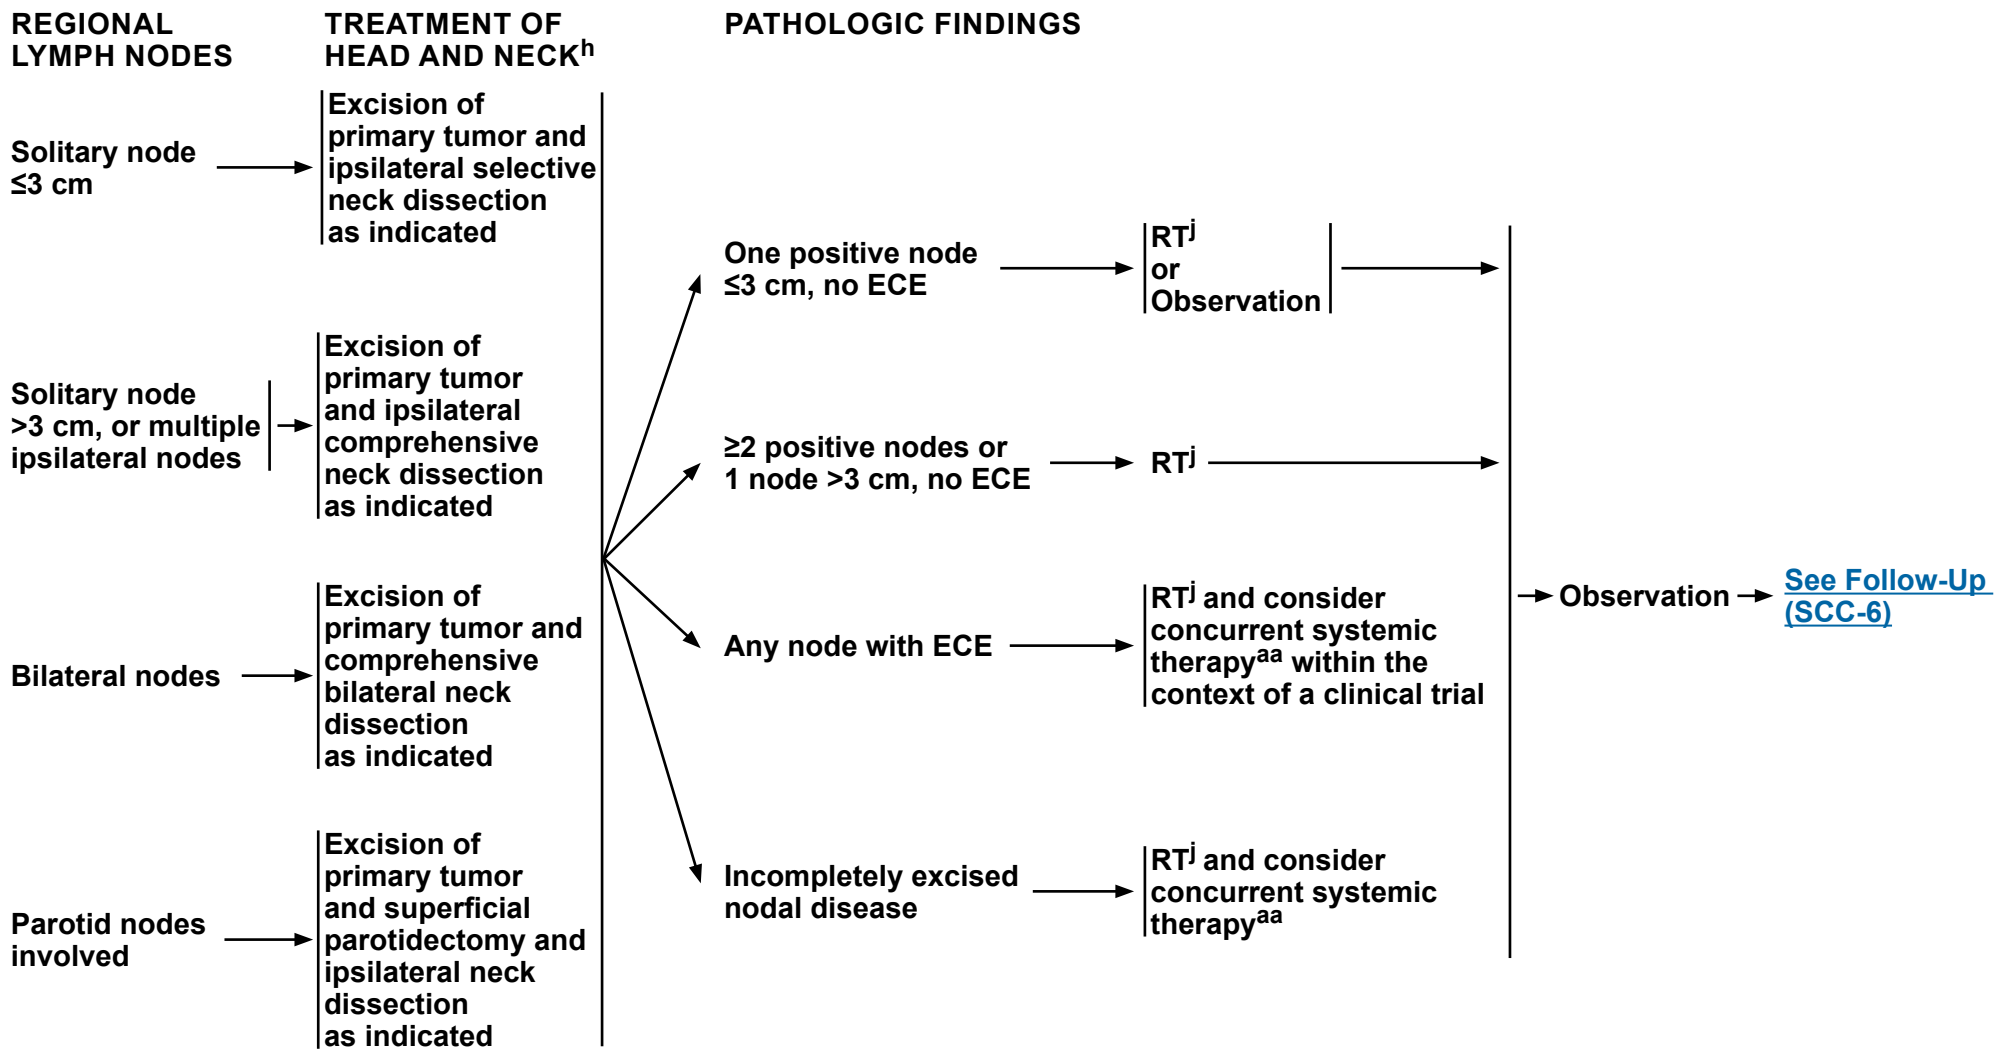 REGIONAL
LYMPH NODES
TREATMENT OF
HEAD AND NECKh
PATHOLOGIC FINDINGS
Solitary node
≤3 cm
Excision of
primary tumor and
ipsilateral selective
neck dissection
as indicated
Solitary node
>3 cm, or multiple
ipsilateral nodes
Excision of
primary tumor
and ipsilateral
comprehensive
neck dissection
as indicated
Bilateral nodes
Excision of
primary tumor and
comprehensive
bilateral neck
dissection
as indicated
Parotid nodes
involved
Excision of
primary tumor
and superficial
parotidectomy and
ipsilateral neck
dissection
as indicated
One positive node
≤3 cm, no ECE
RTj
or
Observation
≥2 positive nodes or
1 node >3 cm, no ECE
RTj
Any node with ECE
RTj and consider
concurrent systemic
therapyaa within the
context of a clinical trial
Incompletely excised
nodal disease
RTj and consider
concurrent systemic
therapyaa
Observation
See Follow-Up
(SCC-6)